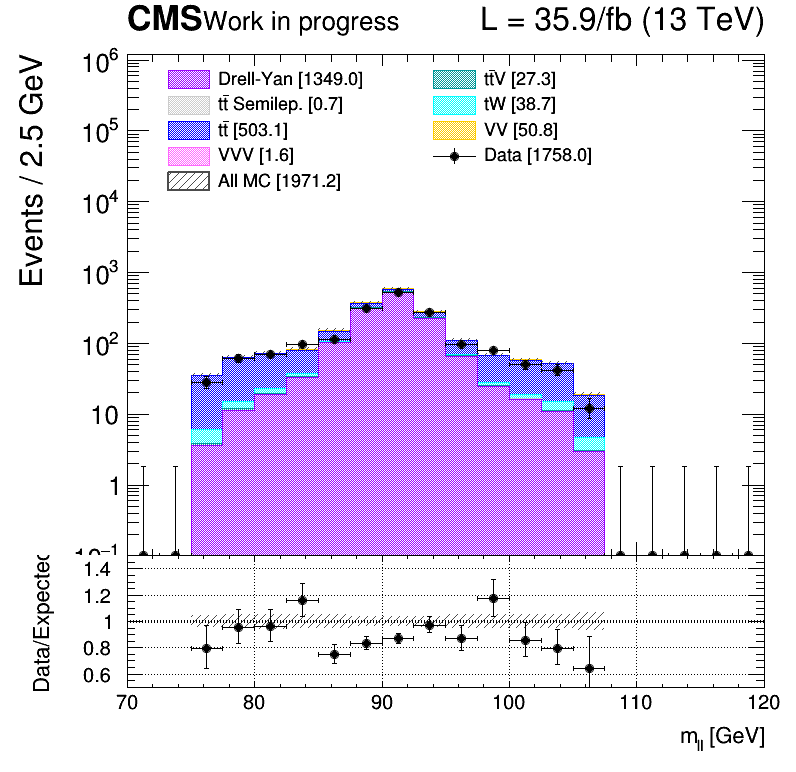 CMS Work in progress L = 35.9/fb (13 TeV)
Events / 2.5 GeV
10⁶
10⁵
10⁴
10³
10²
10
1
10⁻¹
Drell-Yan [1349.0]
tt̄ Semilep. [0.7]
tt̄ [503.1]
VVV [1.6]
All MC [1971.2]
tt̄V [27.3]
tW [38.7]
VV [50.8]
Data [1758.0]
Data/Expected
1.4
1.2
1
0.8
0.6
70 80 90 100 110 120
m_ll [GeV]